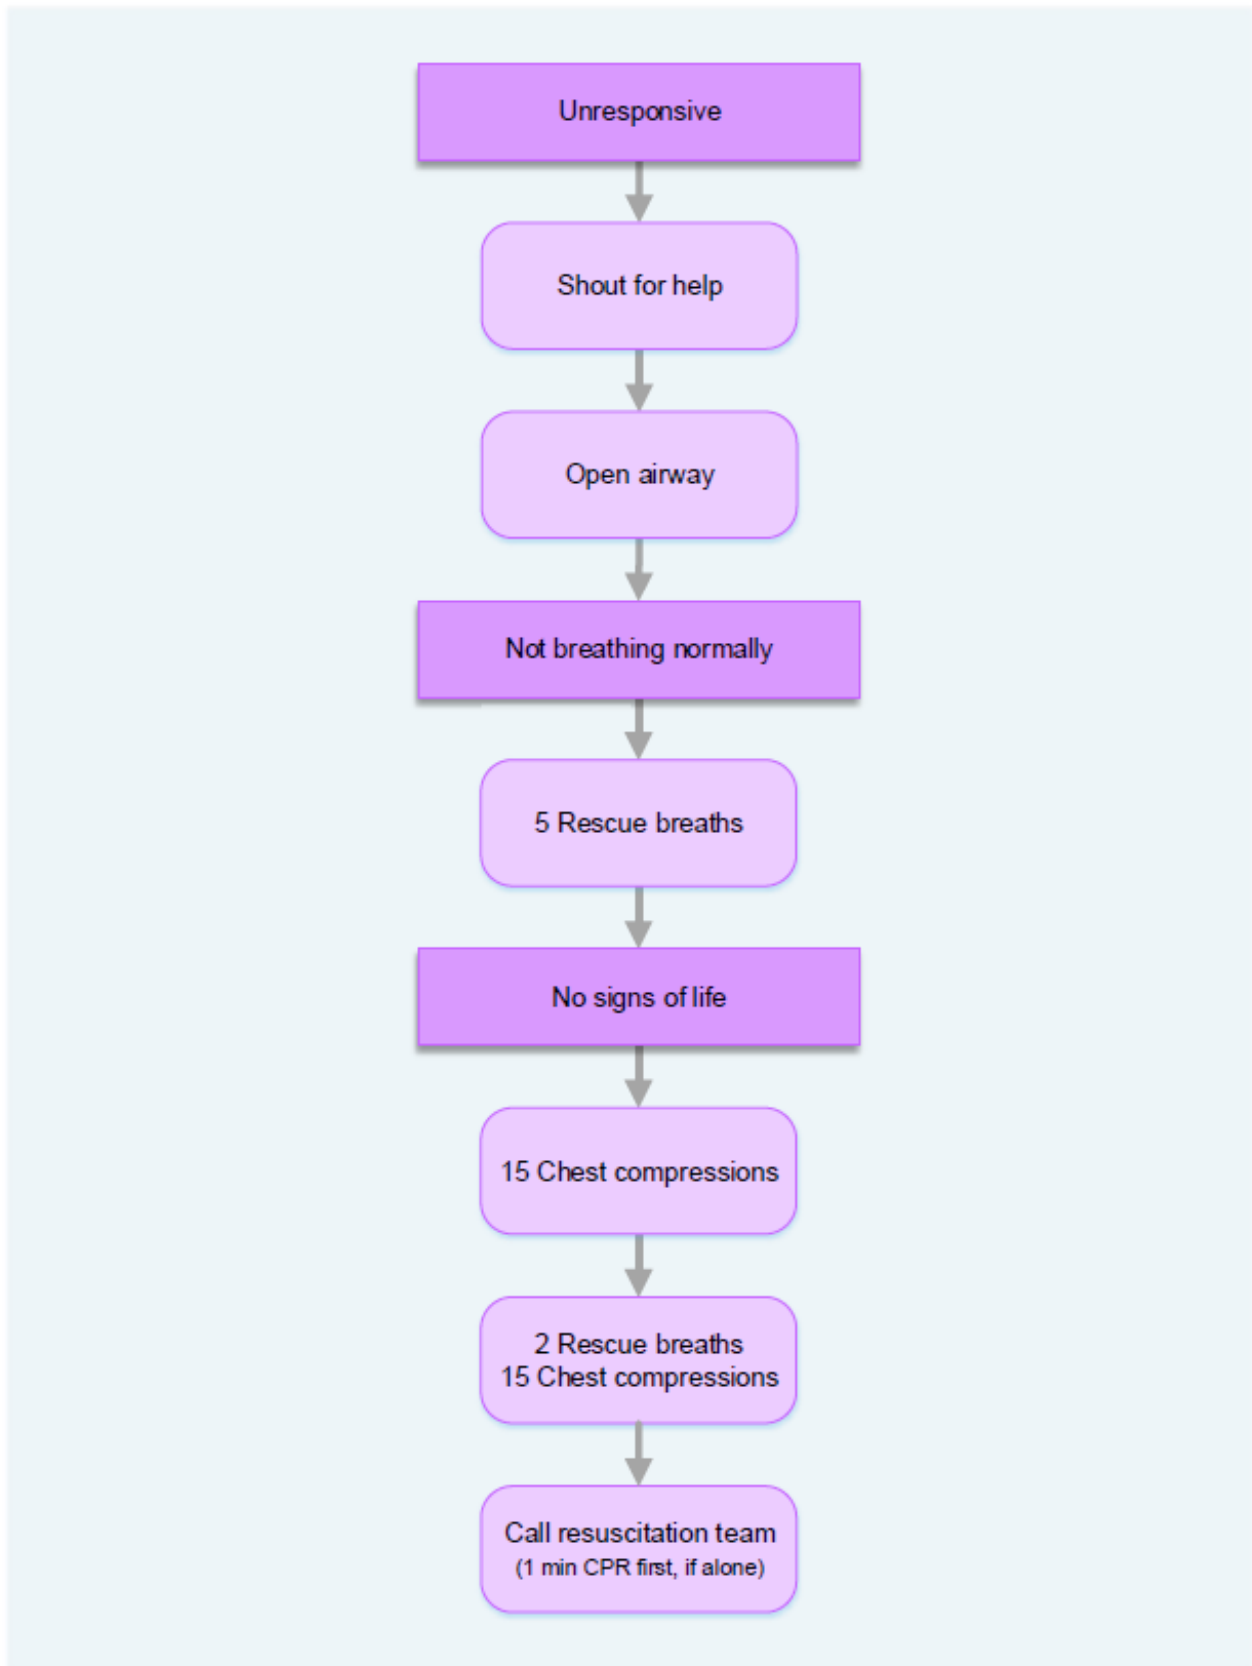 Unresponsive
Shout for help
Open airway
Not breathing normally
5 Rescue breaths
No signs of life
15 Chest compressions
2 Rescue breaths
15 Chest compressions
Call resuscitation team
(1 min CPR first, if alone)